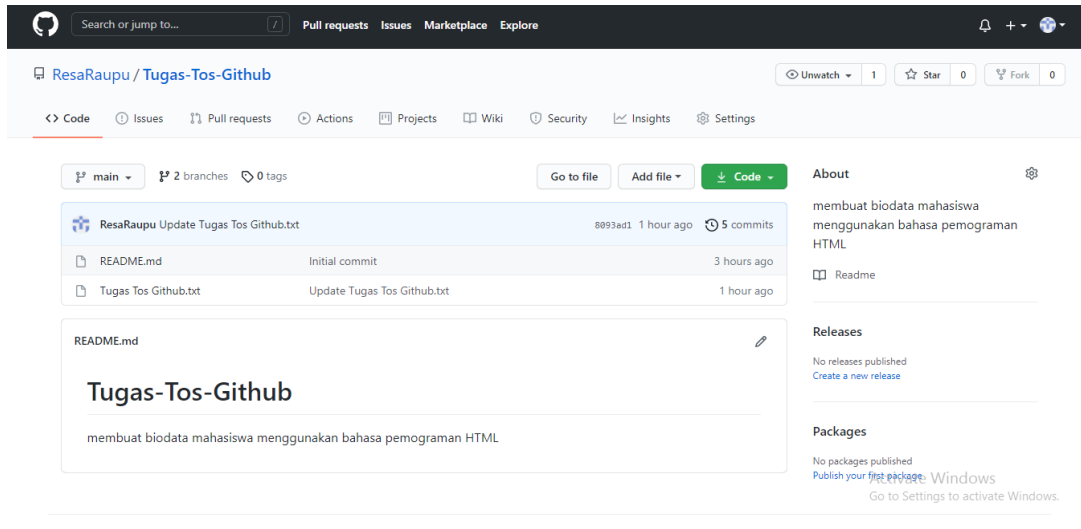 Search or jump to... /
Pull requests Issues Marketplace Explore
ResaRaupu / Tugas-Tos-Github
Unwatch 1 Star 0 Fork 0
Code Issues Pull requests Actions Projects Wiki Security Insights Settings
main 2 branches 0 tags
Go to file Add file Code
ResaRaupu Update Tugas Tos Github.txt 8093ad1 1 hour ago 5 commits
README.md Initial commit 3 hours ago
Tugas Tos Github.txt Update Tugas Tos Github.txt 1 hour ago
README.md
Tugas-Tos-Github
membuat biodata mahasiswa menggunakan bahasa pemograman HTML
About
membuat biodata mahasiswa
menggunakan bahasa pemograman
HTML
Readme
Releases
No releases published
Create a new release
Packages
No packages published
Publish your first package
Activate Windows
Go to Settings to activate Windows.